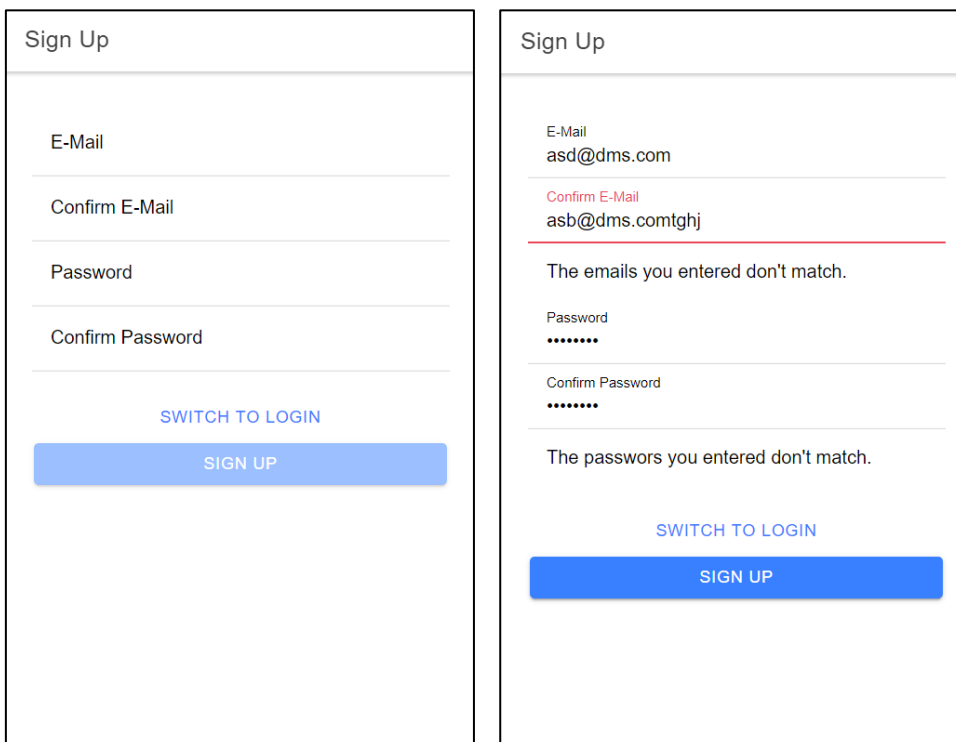 Sign Up
E-Mail
Confirm E-Mail
Password
Confirm Password
SWITCH TO LOGIN
SIGN UP
Sign Up
E-Mail
asd@dms.com
Confirm E-Mail
asb@dms.comtghj
The emails you entered don't match.
Password
••••••••
Confirm Password
••••••••
The passwors you entered don't match.
SWITCH TO LOGIN
SIGN UP